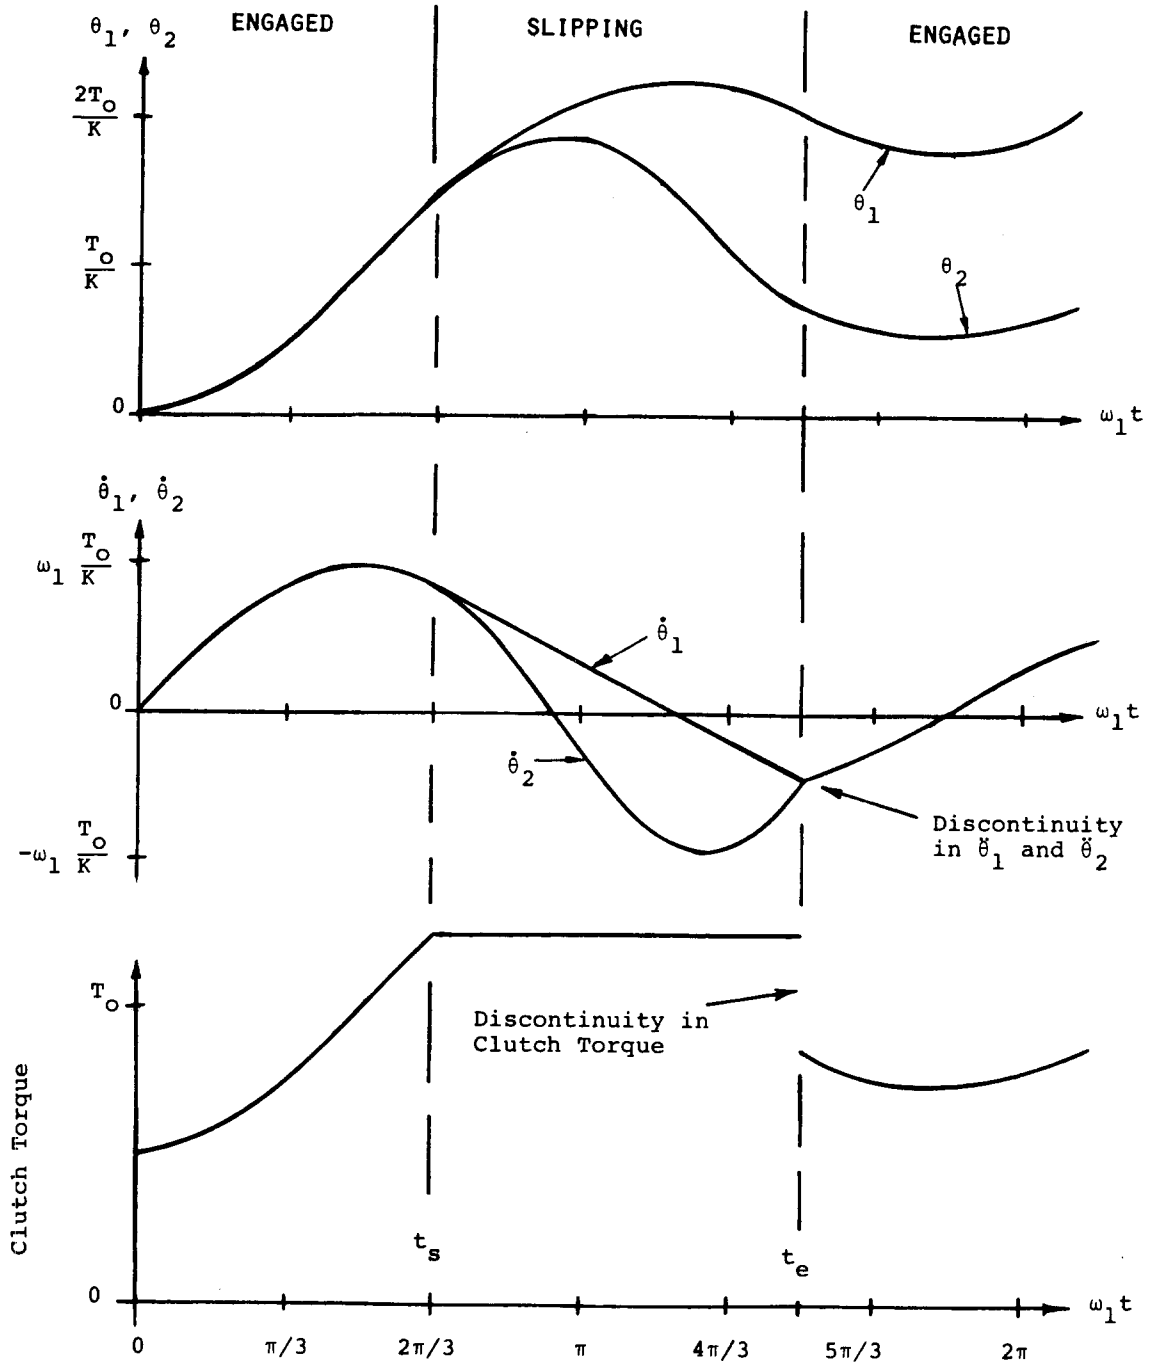 ENGAGED
SLIPPING
ENGAGED
θ₁, θ₂
2T₀/K
T₀/K
0
θ₁
θ₂
ω₁t
θ̇₁, θ̇₂
ω₁ T₀/K
0
-ω₁ T₀/K
θ̇₁
θ̇₂
ω₁t
Discontinuity
in θ̈₁ and θ̈₂
Clutch Torque
T₀
0
Discontinuity in
Clutch Torque
tₛ
tₑ
ω₁t
0
π/3
2π/3
π
4π/3
5π/3
2π